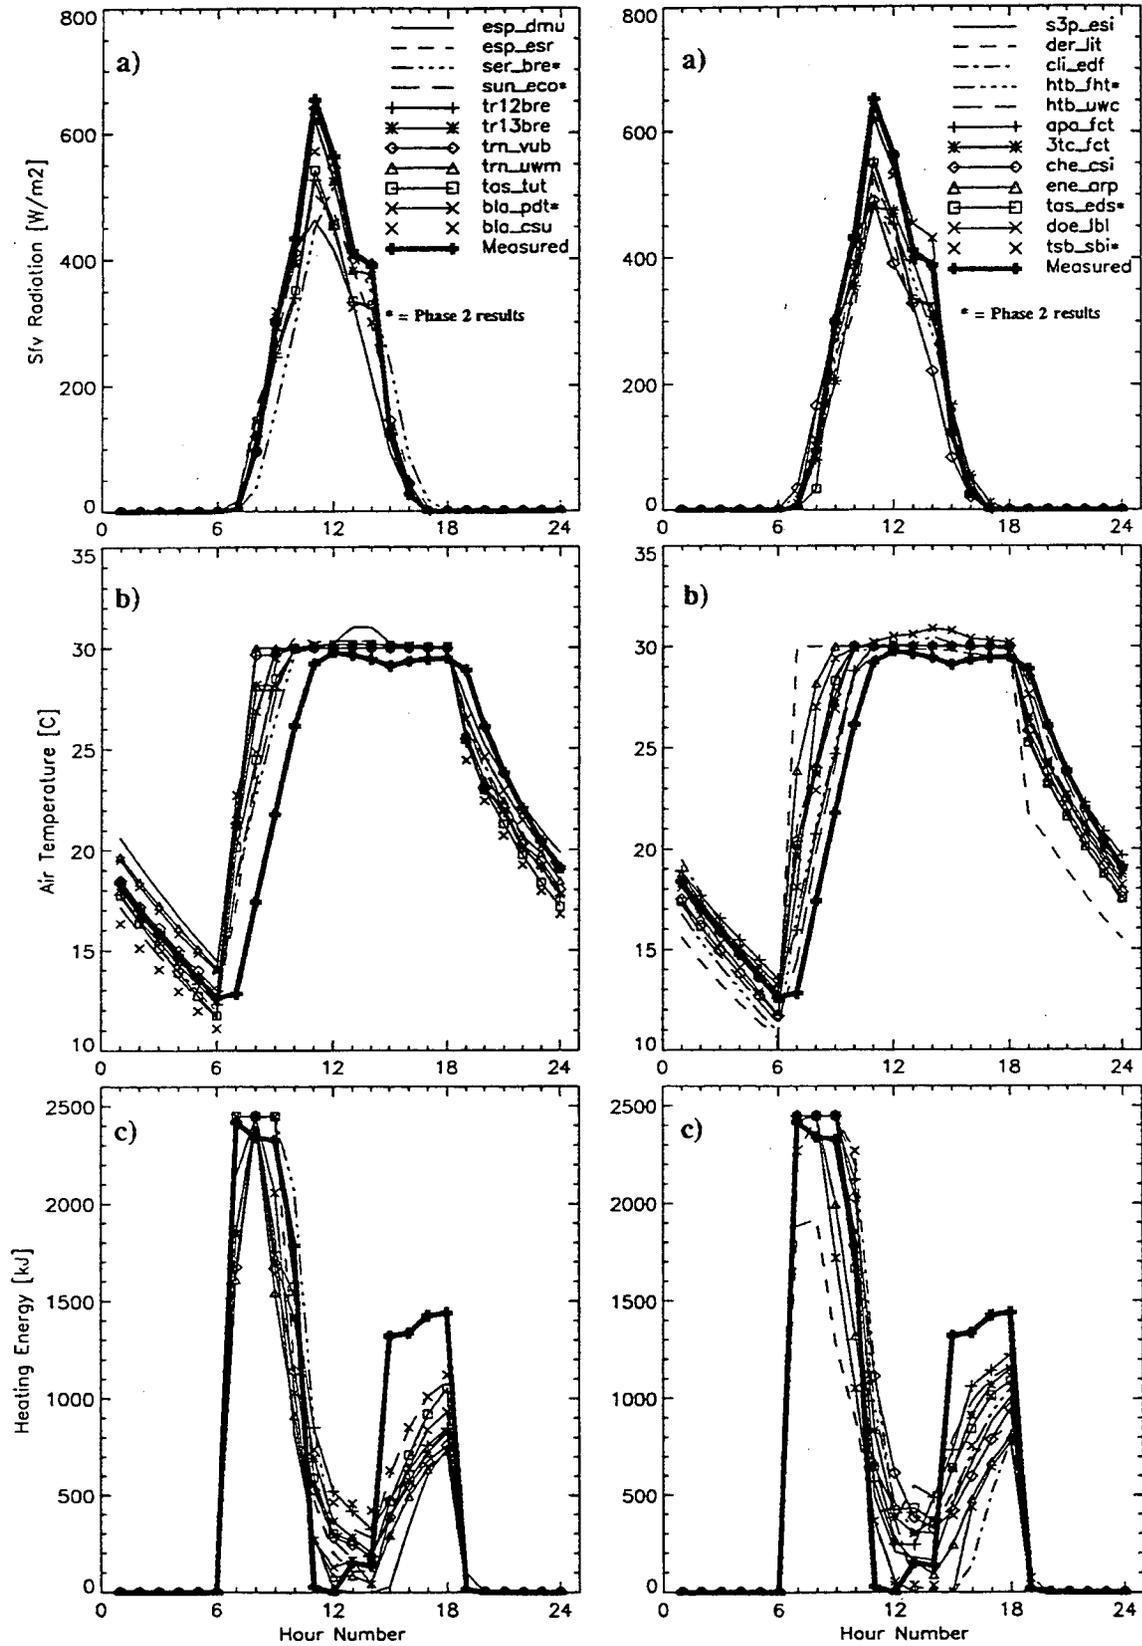 a)
800
600
400
200
0
Sfv Radiation [W/m2]
esp_dmu
esp_esr
ser_bre*
sun_eco*
tr12bre
tr13bre
trn_vub
trn_uwm
tas_tut
bla_pdt*
bla_csu
Measured
* = Phase 2 results
0 6 12 18 24
a)
800
600
400
200
0
s3p_esi
der_lit
cli_edf
htb_fht*
htb_uwc
apa_fct
3tc_fct
che_csi
ene_arp
tas_eds*
doe_lbl
tsb_sbi*
Measured
* = Phase 2 results
0 6 12 18 24
b)
35
30
25
20
15
10
Air Temperature [C]
0 6 12 18 24
b)
35
30
25
20
15
10
0 6 12 18 24
c)
2500
2000
1500
1000
500
0
Heating Energy [kJ]
0 6 12 18 24
Hour Number
c)
2500
2000
1500
1000
500
0
0 6 12 18 24
Hour Number